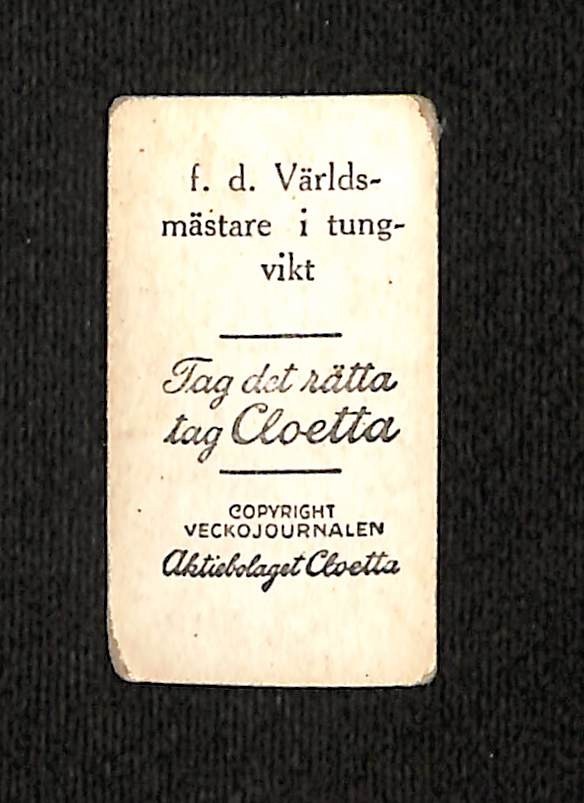 f. d. Världs-
mästare i tung-
vikt
Tag det rätta
tag Cloetta
COPYRIGHT
VECKOJOURNALEN
Aktiebolaget Cloetta